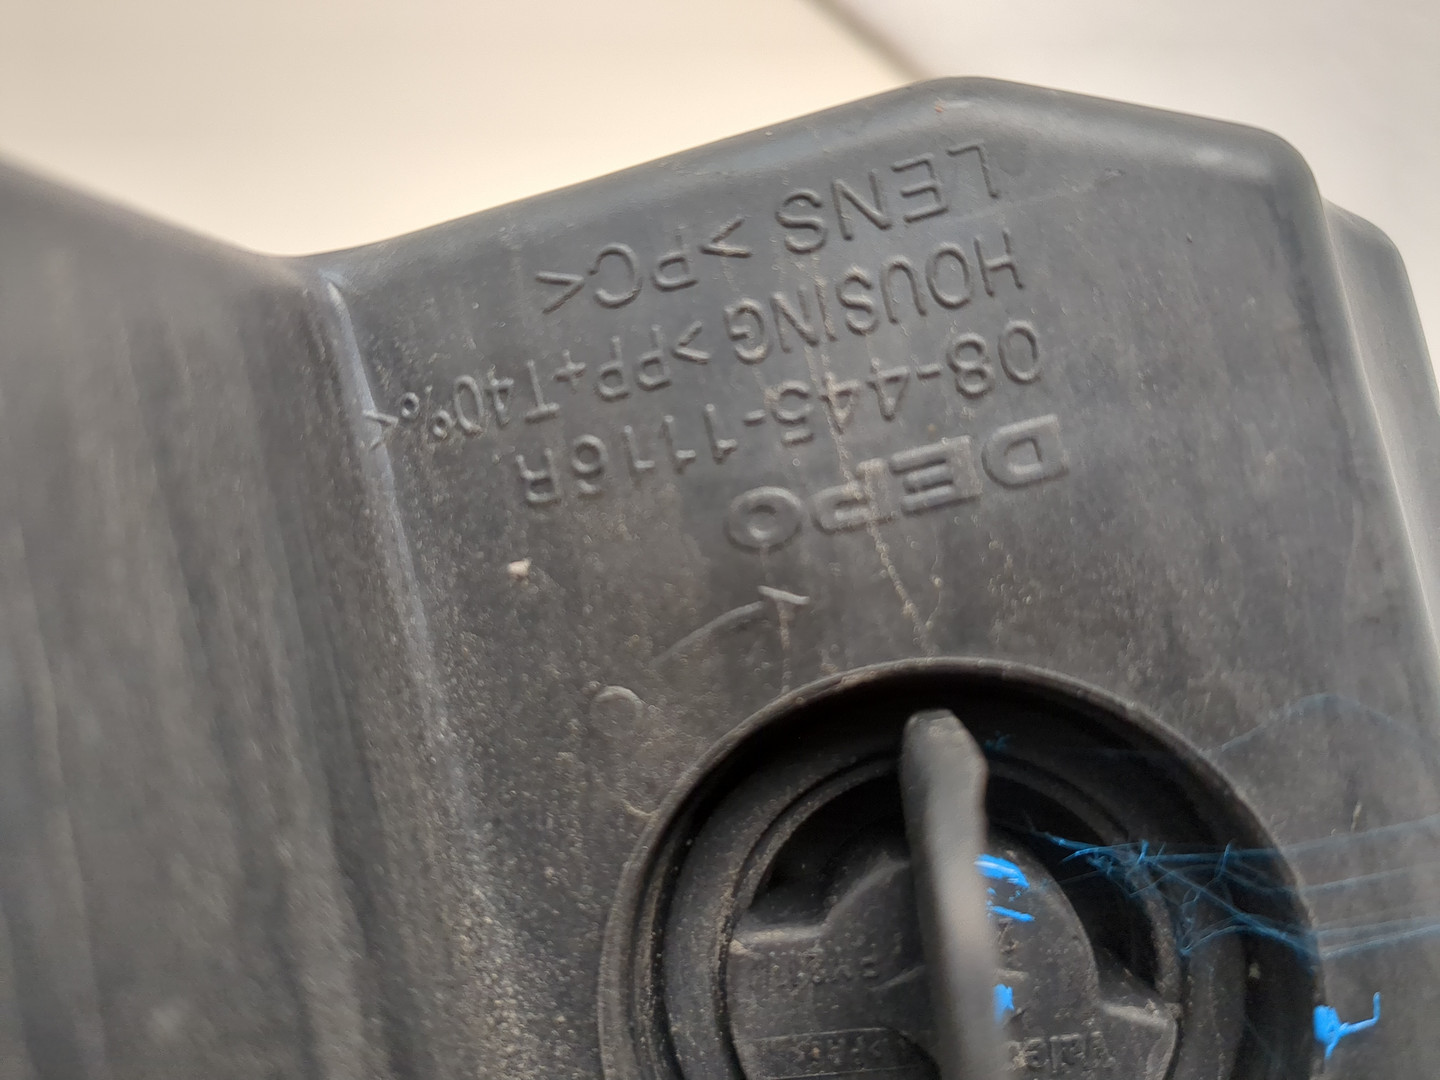 DEPO
08-445-1116R
HOUSING >PP+T40%<
LENS >PC<